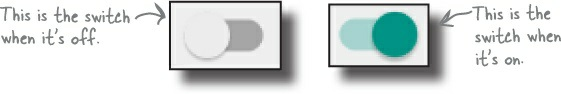 This is the switch
when it's off.
This is the
switch when
it's on.